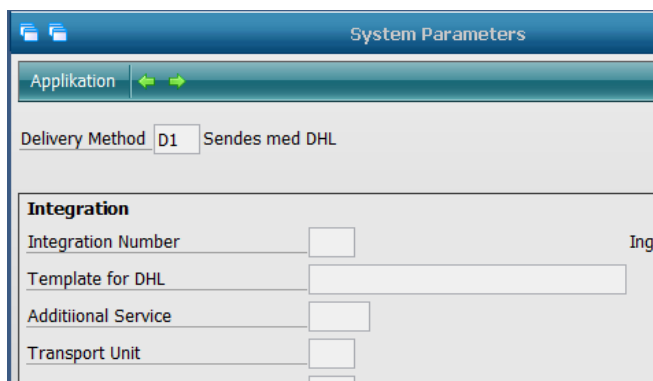 System Parameters
Applikation
Delivery Method D1 Sendes med DHL
Integration
Integration Number Ing
Template for DHL
Additiional Service
Transport Unit